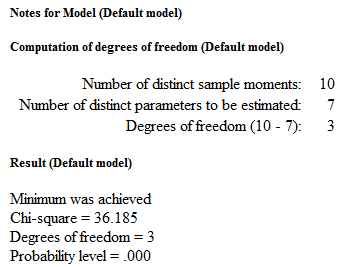 Notes for Model (Default model)
Computation of degrees of freedom (Default model)
Number of distinct sample moments: 10
Number of distinct parameters to be estimated: 7
Degrees of freedom (10 - 7): 3
Result (Default model)
Minimum was achieved
Chi-square = 36.185
Degrees of freedom = 3
Probability level = .000